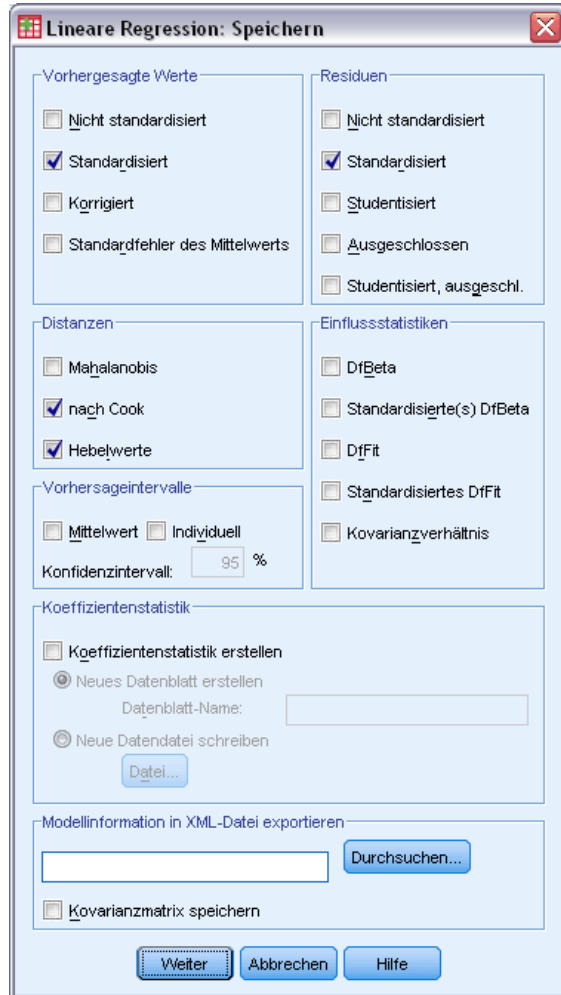 Lineare Regression: Speichern
Vorhergesagte Werte
Nicht standardisiert
Standardisiert
Korrigiert
Standardfehler des Mittelwerts
Residuen
Nicht standardisiert
Standardisiert
Studentisiert
Ausgeschlossen
Studentisiert, ausgeschl.
Distanzen
Mahalanobis
nach Cook
Hebelwerte
Einflussstatistiken
DfBeta
Standardisierte(s) DfBeta
DfFit
Standardisiertes DfFit
Kovarianzverhältnis
Vorhersageintervalle
Mittelwert Individuell
Konfidenzintervall: 95 %
Koeffizientenstatistik
Koeffizientenstatistik erstellen
Neues Datenblatt erstellen
Datenblatt-Name:
Neue Datendatei schreiben
Datei...
Modellinformation in XML-Datei exportieren
Durchsuchen...
Kovarianzmatrix speichern
Weiter Abbrechen Hilfe